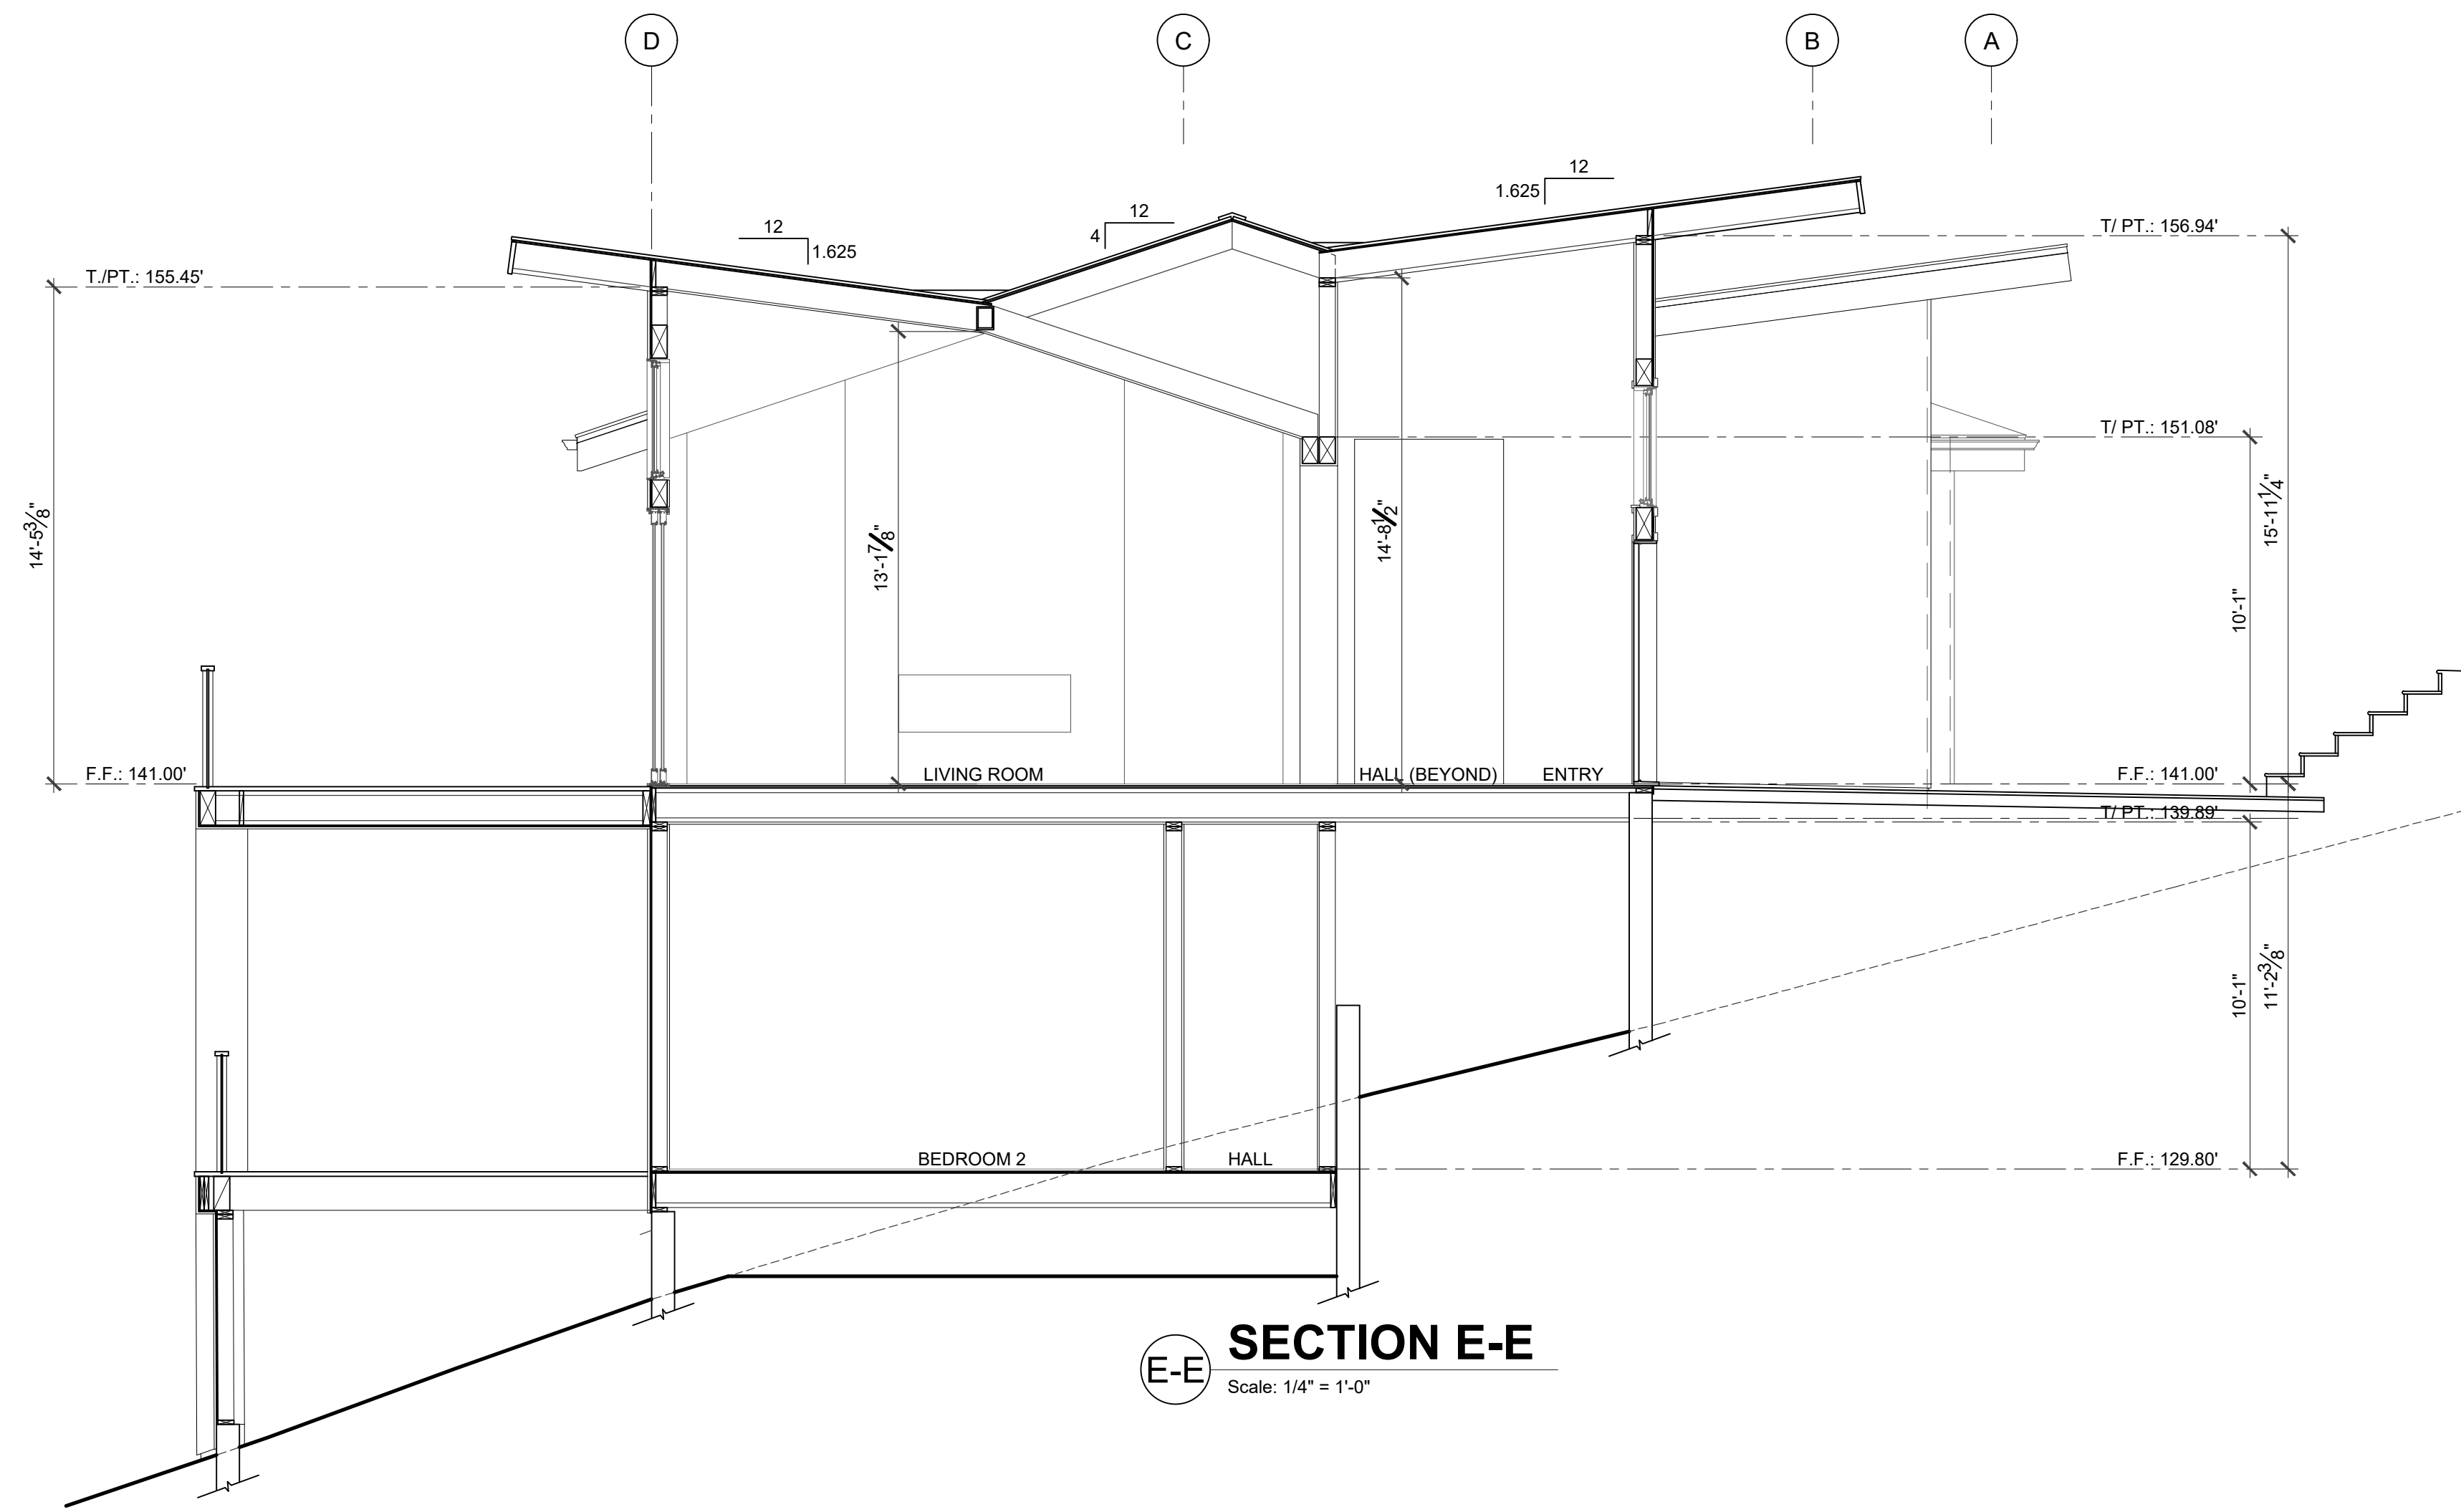 D
C
B
A
12
1.625
12
4
12
1.625
T./PT.: 155.45'
T/ PT.: 156.94'
T/ PT.: 151.08'
14'-5 3/8"
13'-1 7/8"
14'-8 1/2"
15'-11 1/4"
10'-1"
F.F.: 141.00'
LIVING ROOM
HALL (BEYOND)
ENTRY
F.F.: 141.00'
T/ PT.: 139.89'
10'-1"
11'-2 3/8"
BEDROOM 2
HALL
F.F.: 129.80'
E-E
SECTION E-E
Scale: 1/4" = 1'-0"